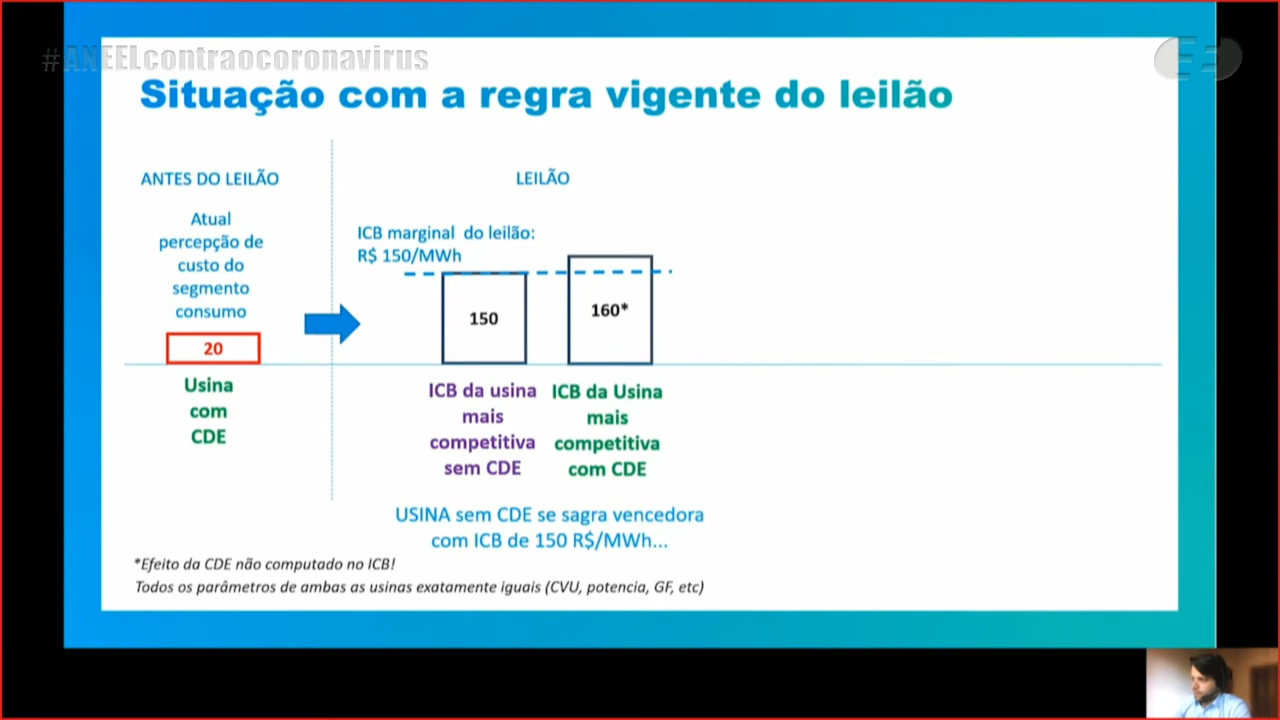 #ANEELcontraocoronavirus
Situação com a regra vigente do leilão
ANTES DO LEILÃO
Atual
percepção de
custo do
segmento
consumo
20
Usina
com
CDE
LEILÃO
ICB marginal do leilão:
R$ 150/MWh
150
160*
ICB da usina
mais
competitiva
sem CDE
ICB da Usina
mais
competitiva
com CDE
USINA sem CDE se sagra vencedora
com ICB de 150 R$/MWh...
*Efeito da CDE não computado no ICB!
Todos os parâmetros de ambas as usinas exatamente iguais (CVU, potencia, GF, etc)